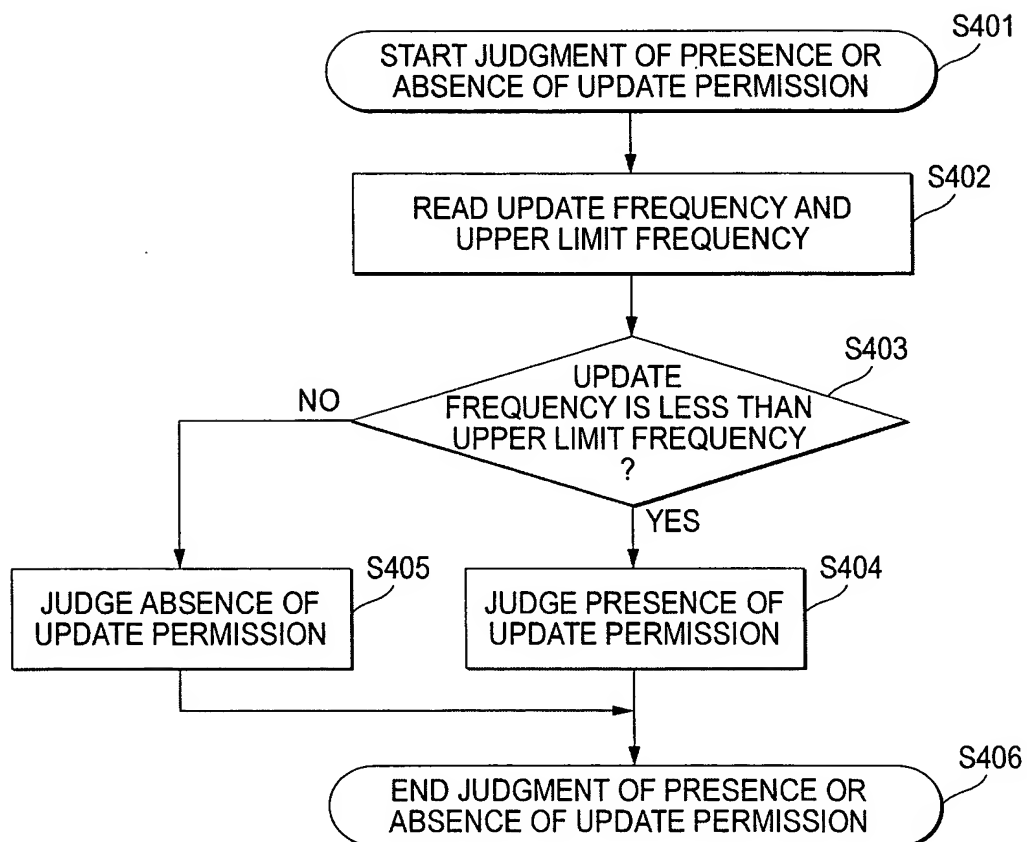 S401
START JUDGMENT OF PRESENCE OR
ABSENCE OF UPDATE PERMISSION
S402
READ UPDATE FREQUENCY AND
UPPER LIMIT FREQUENCY
S403
UPDATE
FREQUENCY IS LESS THAN
UPPER LIMIT FREQUENCY
?
NO
YES
S405
JUDGE ABSENCE OF
UPDATE PERMISSION
S404
JUDGE PRESENCE OF
UPDATE PERMISSION
S406
END JUDGMENT OF PRESENCE OR
ABSENCE OF UPDATE PERMISSION